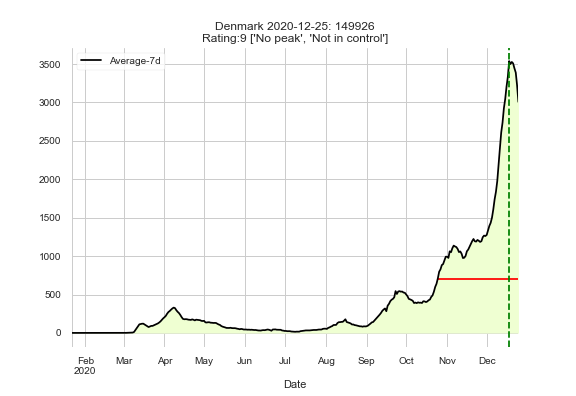 Denmark 2020-12-25: 149926
Rating:9 ['No peak', 'Not in control']
Average-7d
3500
3000
2500
2000
1500
1000
500
0
Feb Mar Apr May Jun Jul Aug Sep Oct Nov Dec
2020
Date